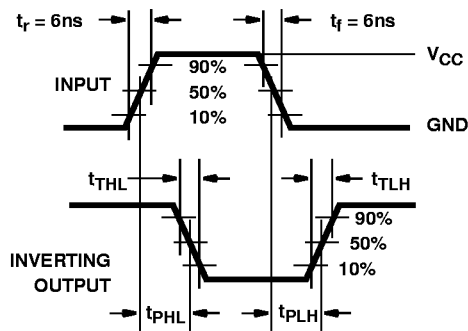 tr = 6ns
tf = 6ns
VCC
90%
INPUT
50%
10%
GND
tTHL
tTLH
90%
50%
INVERTING
OUTPUT
10%
tPHL
tPLH